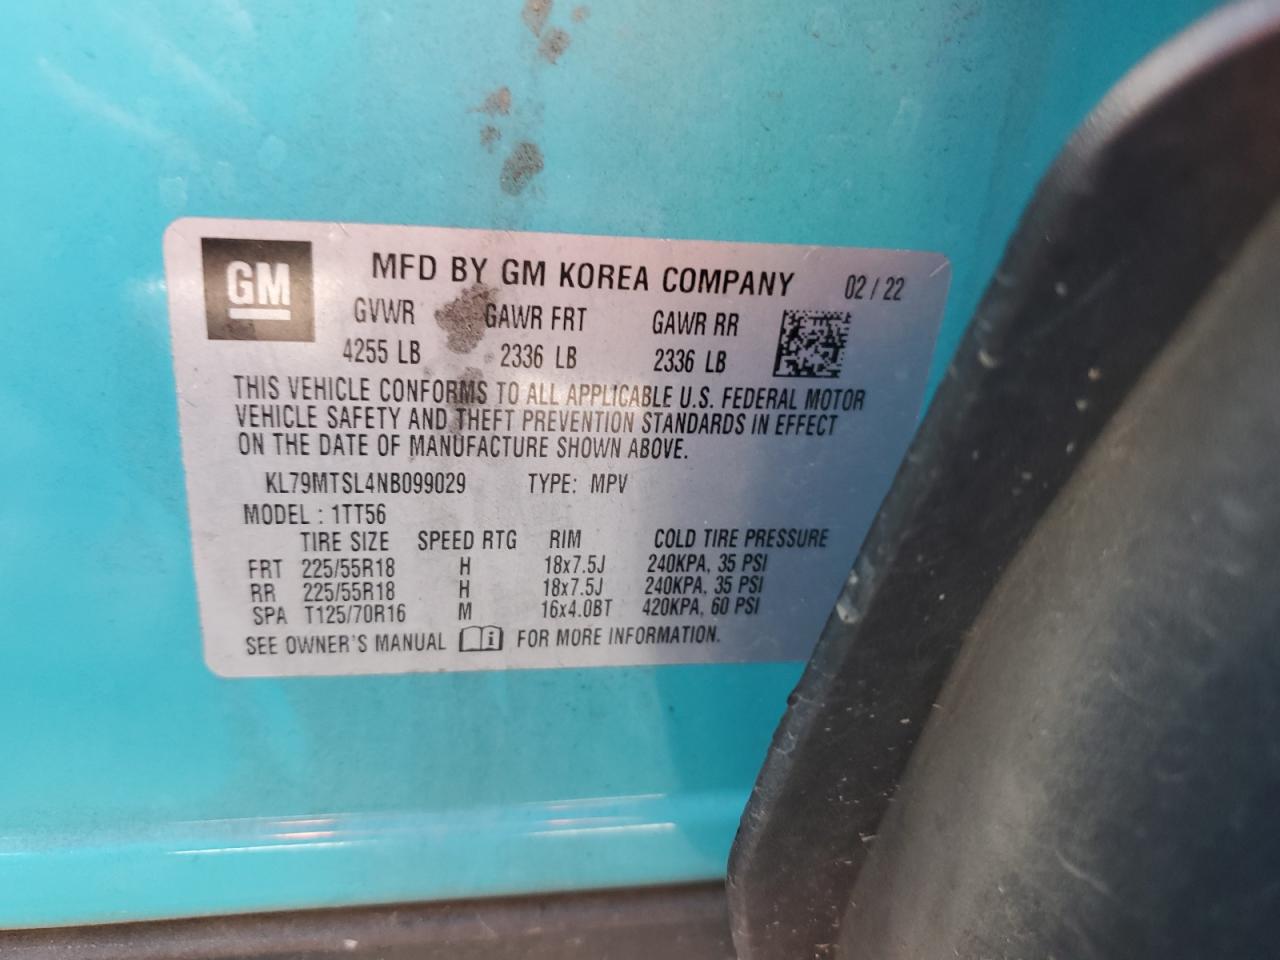 GM
MFD BY GM KOREA COMPANY 02 / 22
GVWR GAWR FRT GAWR RR
4255 LB 2336 LB 2336 LB
THIS VEHICLE CONFORMS TO ALL APPLICABLE U.S. FEDERAL MOTOR
VEHICLE SAFETY AND THEFT PREVENTION STANDARDS IN EFFECT
ON THE DATE OF MANUFACTURE SHOWN ABOVE.
KL79MTSL4NB099029 TYPE: MPV
MODEL : 1TT56
TIRE SIZE SPEED RTG RIM COLD TIRE PRESSURE
FRT 225/55R18 H 18x7.5J 240KPA, 35 PSI
RR 225/55R18 H 18x7.5J 240KPA, 35 PSI
SPA T125/70R16 M 16x4.0BT 420KPA, 60 PSI
SEE OWNER'S MANUAL i FOR MORE INFORMATION.